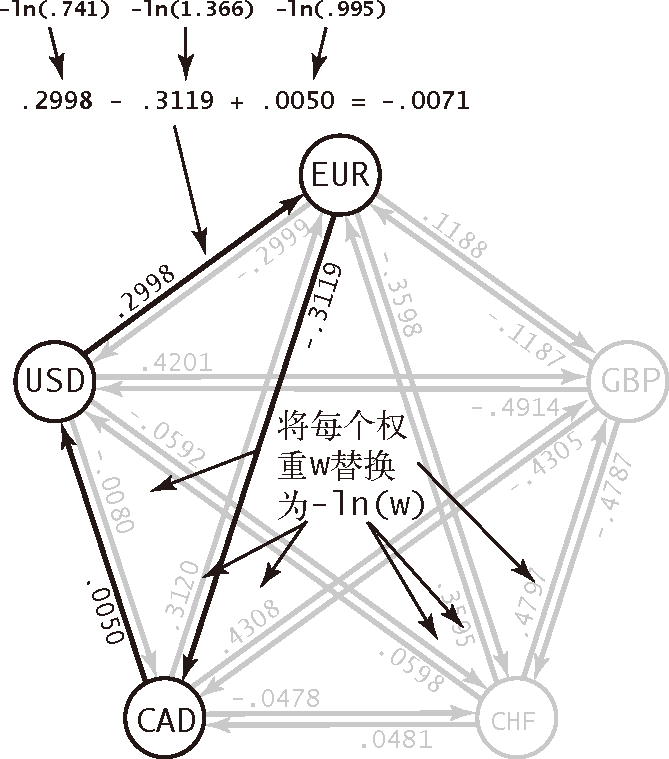 -ln(.741) -ln(1.366) -ln(.995)
.2998 - .3119 + .0050 = -.0071
EUR
.1188
-.2999
.2998
-.3119
-.3598
-.1187
USD
.4201
GBP
-.4914
-.0592
将每个权
重w替换
为-ln(w)
-.4305
-.0080
-.4787
.3120
.4308
.3595
.4797
.0050
.0598
CAD
-.0478
CHF
.0481